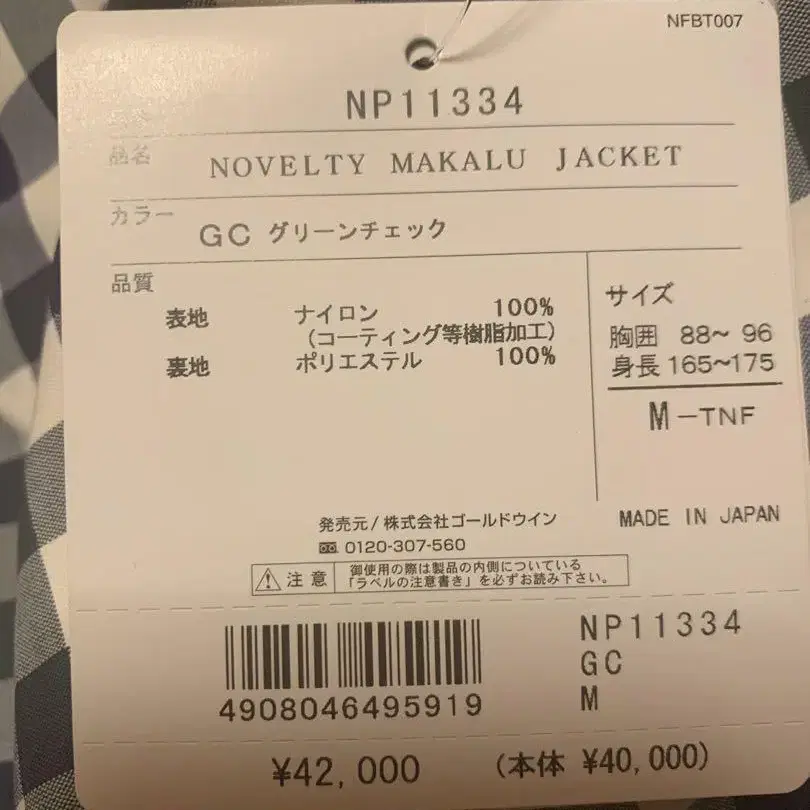 NFBT007
NP11334
品名 NOVELTY MAKALU JACKET
カラー GC グリーンチェック
品質
表地 ナイロン 100%
(コーティング等樹脂加工)
裏地 ポリエステル 100%
サイズ
胸囲 88~ 96
身長 165~175
M-TNF
発売元/株式会社ゴールドウイン
0120-307-560
MADE IN JAPAN
注意 御使用の際は製品の内側についている
「ラベルの注意書き」を必ずお読み下さい。
4908046495919
NP11334
GC
M
¥42,000 (本体 ¥40,000)